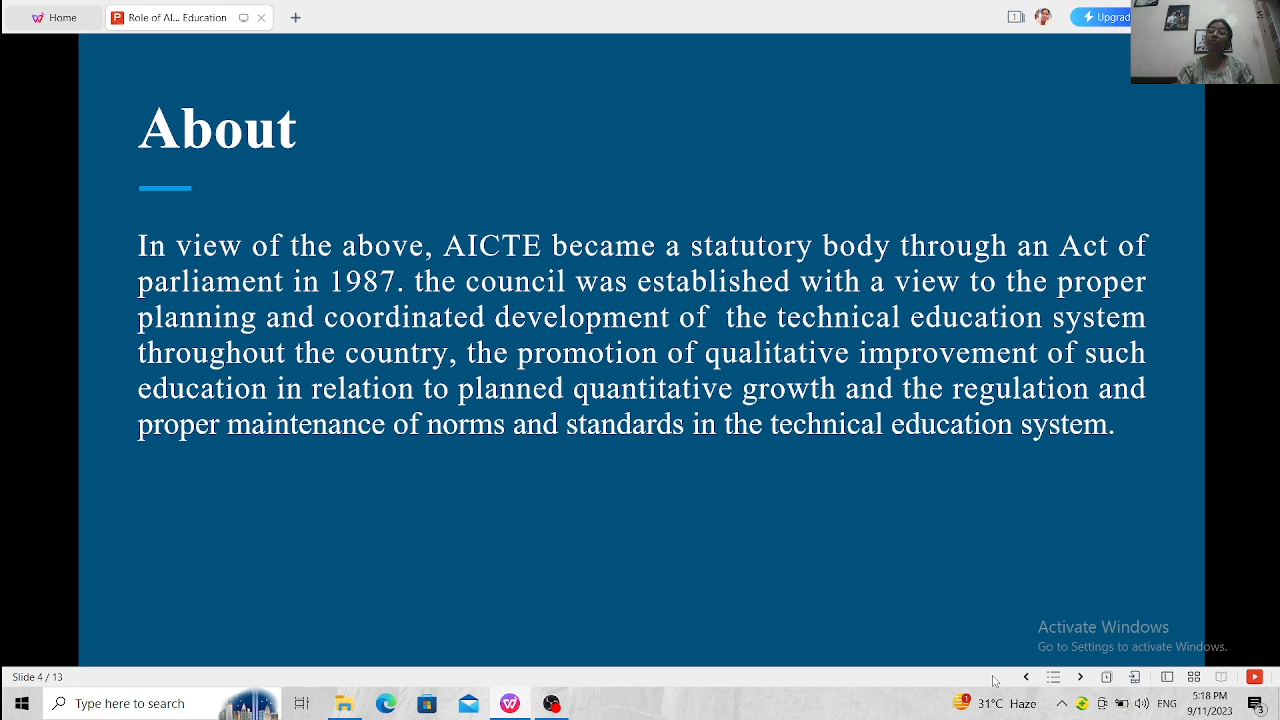 Home
Role of AI... Education
1
Upgrad
About
In view of the above, AICTE became a statutory body through an Act of
parliament in 1987. the council was established with a view to the proper
planning and coordinated development of the technical education system
throughout the country, the promotion of qualitative improvement of such
education in relation to planned quantitative growth and the regulation and
proper maintenance of norms and standards in the technical education system.
Activate Windows
Go to Settings to activate Windows.
Slide 4 / 13
Type here to search
1
31°C Haze
ENG
5:18 PM
9/11/2023
3